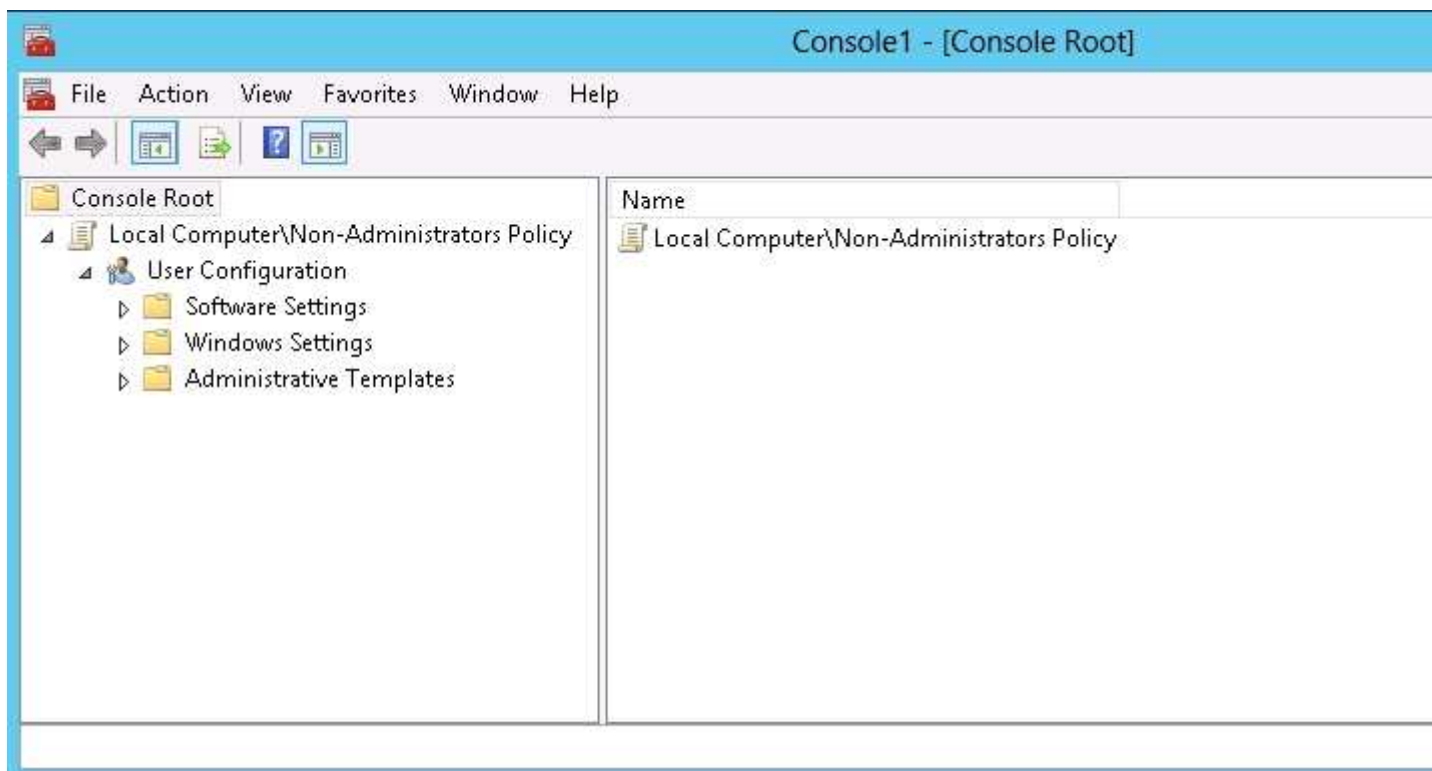 Console1 - [Console Root]
File Action View Favorites Window Help
Console Root
Local Computer\Non-Administrators Policy
User Configuration
Software Settings
Windows Settings
Administrative Templates
Name
Local Computer\Non-Administrators Policy